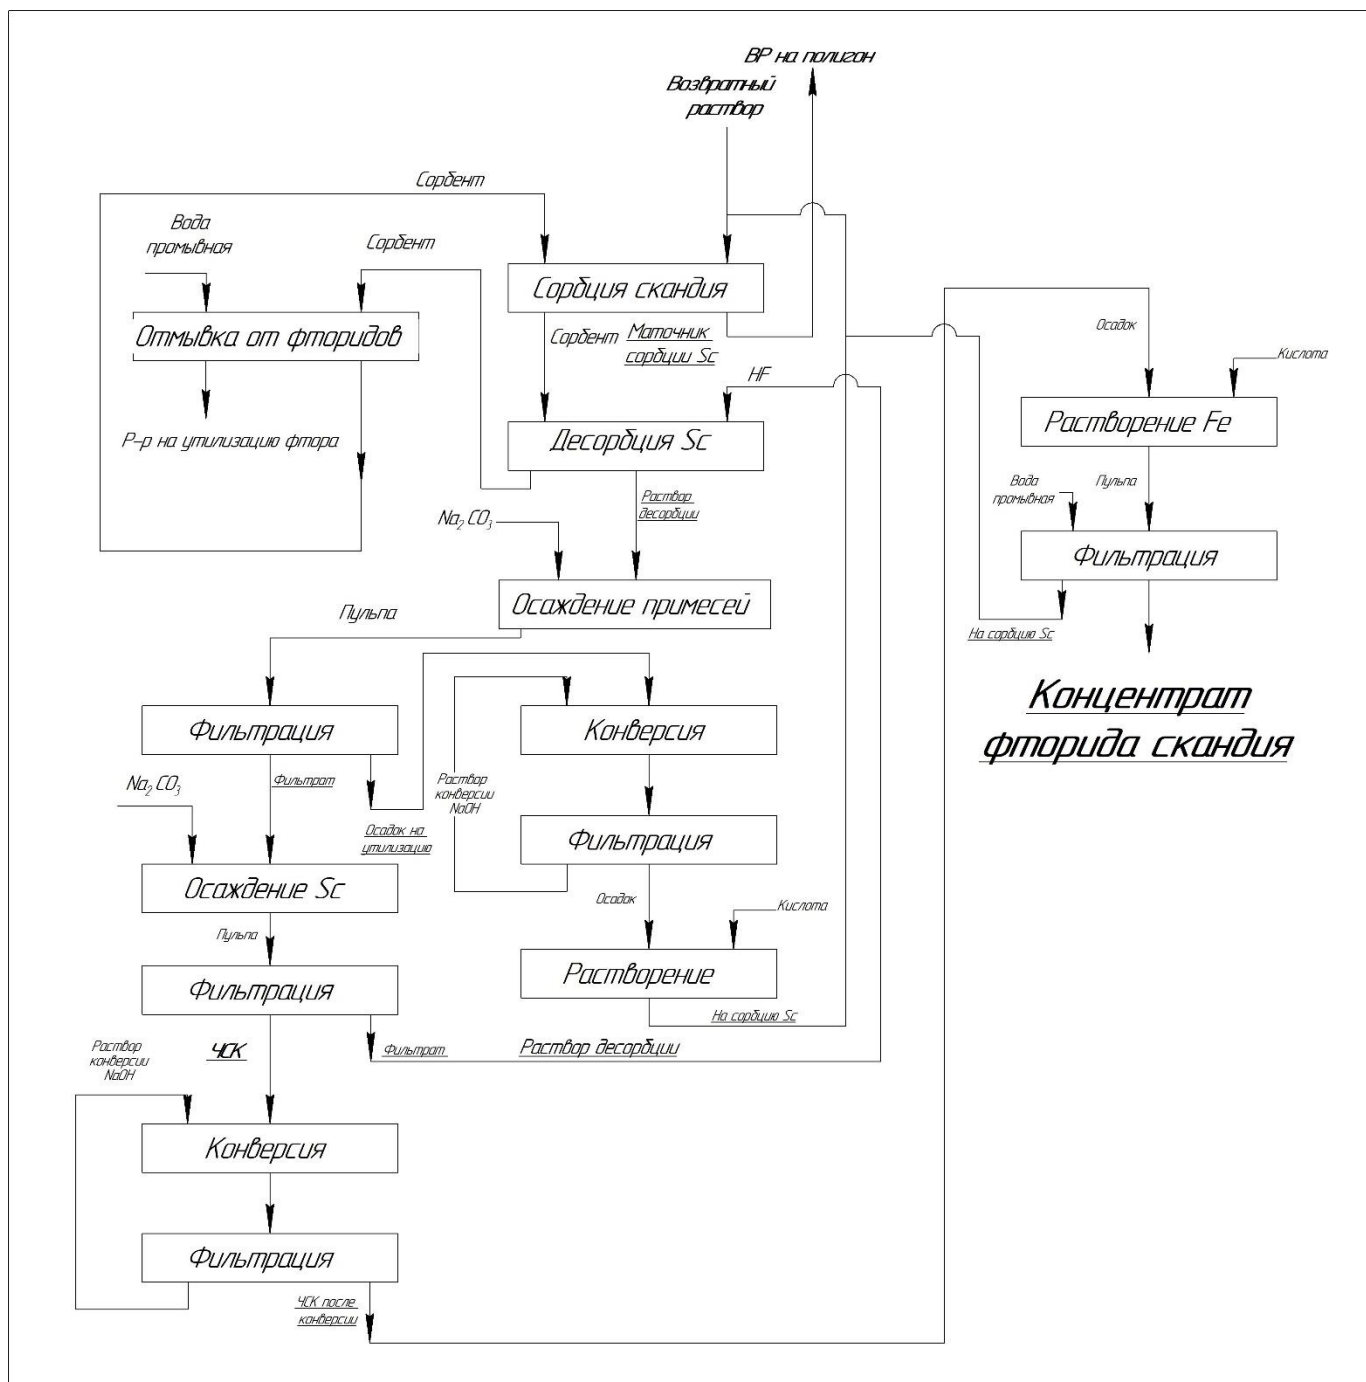 ВР на полигон
Возвратный
раствор
Сорбент
Вода
промывная
Сорбент
Сорбция скандия
Отмывка от фторидов
Сорбент
Маточник
сорбции Sc
Осадок
Кислота
HF
Растворение Fe
Р-р на утилизацию фтора
Десорбция Sc
Раствор
десорбции
Na₂CO₃
Вода
промывная
Пульпа
Фильтрация
Осаждение примесей
Пульпа
На сорбцию Sc
Концентрат
фторида скандия
Фильтрация
Конверсия
Na₂CO₃
Фильтрат
Раствор
конверсии
NaOH
Осадок на
утилизацию
Фильтрация
Осаждение Sc
Осадок
Кислота
Пульпа
Фильтрация
Растворение
На сорбцию Sc
Раствор
конверсии
NaOH
ЧСК
Фильтрат
Раствор десорбции
Конверсия
Фильтрация
ЧСК после
конверсии